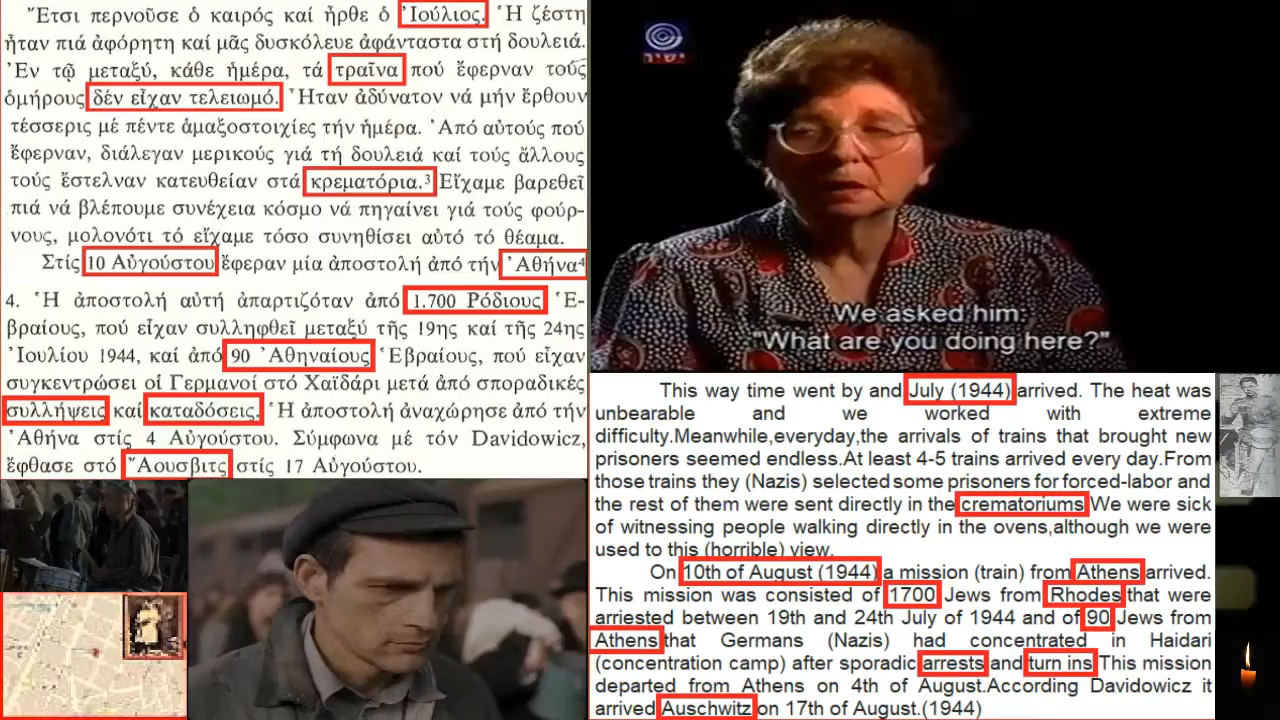 Ἔτσι περνοῦσε ὁ καιρός καί ἦρθε ὁ Ἰούλιος. Ἡ ζέστη
ἦταν πιά ἀφόρητη καί μᾶς δυσκόλευε ἀφάνταστα στή δουλειά.
Ἐν τῷ μεταξύ, κάθε ἡμέρα, τά τραῖνα πού ἔφερναν τούς
ὁμήρους δέν εἶχαν τελειωμό. Ἦταν ἀδύνατον νά μήν ἔρθουν
τέσσερις μέ πέντε ἁμαξοστοιχίες τήν ἡμέρα. Ἀπό αὐτούς πού
ἔφερναν, διάλεγαν μερικούς γιά τή δουλειά καί τούς ἄλλους
τούς ἔστελναν κατευθείαν στά κρεματόρια.³ Εἴχαμε βαρεθεῖ
πιά νά βλέπουμε συνέχεια κόσμο νά πηγαίνει γιά τούς φούρ-
νους, μολονότι τό εἴχαμε τόσο συνηθίσει αὐτό τό θέαμα.
Στίς 10 Αὐγούστου ἔφεραν μία ἀποστολή ἀπό τήν Ἀθήνα⁴
4. Ἡ ἀποστολή αὐτή ἀπαρτιζόταν ἀπό 1.700 Ρόδιους Ἑ-
βραίους, πού εἶχαν συλληφθεῖ μεταξύ τῆς 19ης καί τῆς 24ης
Ἰουλίου 1944, καί ἀπό 90 Ἀθηναίους Ἑβραίους, πού εἶχαν
συγκεντρώσει οἱ Γερμανοί στό Χαϊδάρι μετά ἀπό σποραδικές
συλλήψεις καί καταδόσεις. Ἡ ἀποστολή ἀναχώρησε ἀπό τήν
Ἀθήνα στίς 4 Αὐγούστου. Σύμφωνα μέ τόν Davidowicz,
ἔφθασε στό Ἄουσβιτς στίς 17 Αὐγούστου.
We asked him:
"What are you doing here?"
This way time went by and July (1944) arrived. The heat was
unbearable and we worked with extreme
difficulty.Meanwhile,everyday,the arrivals of trains that brought new
prisoners seemed endless.At least 4-5 trains arrived every day.From
those trains they (Nazis) selected some prisoners for forced-labor and
the rest of them were sent directly in the crematoriums.We were sick
of witnessing people walking directly in the ovens,although we were
used to this (horrible) view.
On 10th of August (1944) a mission (train) from Athens arrived.
This mission was consisted of 1700 Jews from Rhodes that were
arriested between 19th and 24th July of 1944 and of 90 Jews from
Athens that Germans (Nazis) had concentrated in Haidari
(concentration camp) after sporadic arrests and turn ins.This mission
departed from Athens on 4th of August.According Davidowicz it
arrived Auschwitz on 17th of August.(1944)